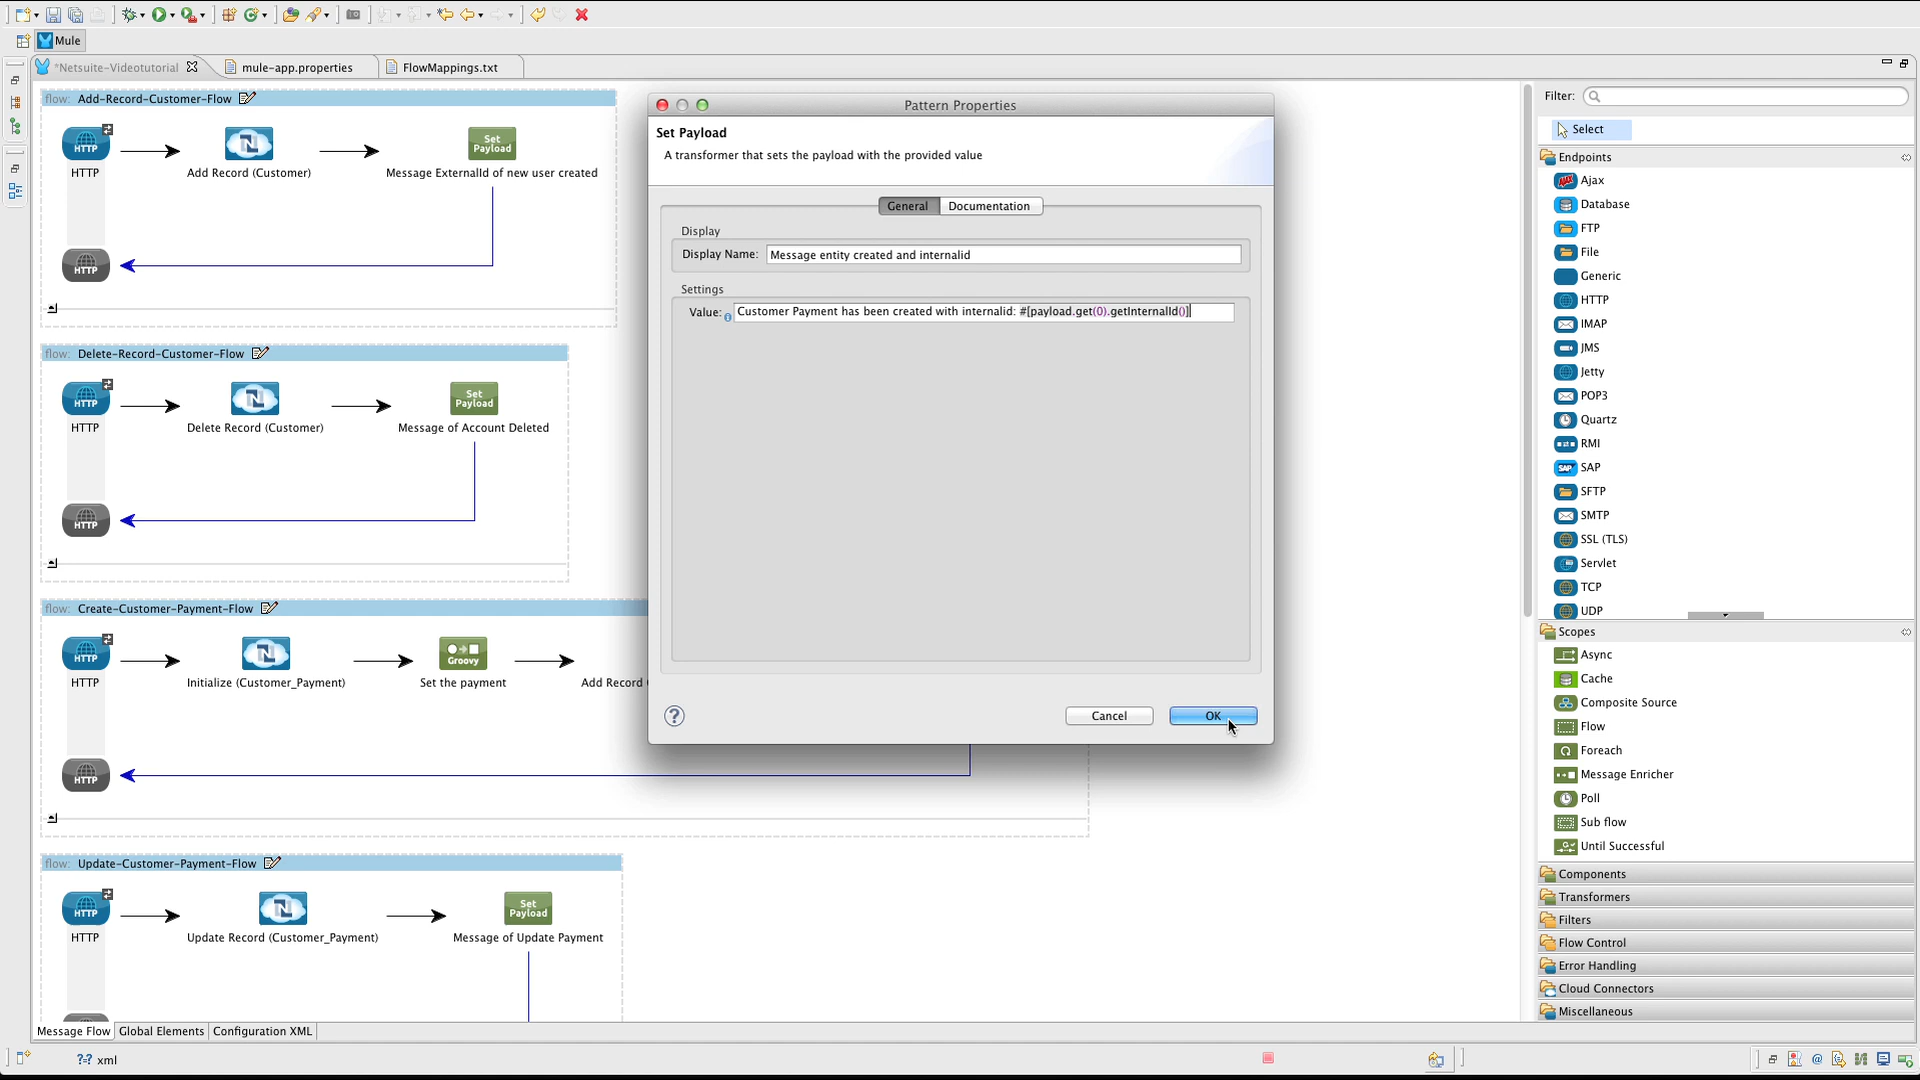 Mule
*Netsuite-Videotutorial
mule-app.properties
FlowMappings.txt
flow: Add-Record-Customer-Flow
HTTP
HTTP
Add Record (Customer)
Set Payload
Message ExternalId of new user created
HTTP
flow: Delete-Record-Customer-Flow
HTTP
HTTP
Delete Record (Customer)
Set Payload
Message of Account Deleted
HTTP
flow: Create-Customer-Payment-Flow
HTTP
HTTP
Initialize (Customer_Payment)
Groovy
Set the payment
Add Record
HTTP
flow: Update-Customer-Payment-Flow
HTTP
HTTP
Update Record (Customer_Payment)
Set Payload
Message of Update Payment
Message Flow
Global Elements
Configuration XML
?-? xml
Pattern Properties
Set Payload
A transformer that sets the payload with the provided value
General
Documentation
Display
Display Name: Message entity created and internalid
Settings
Value: Customer Payment has been created with internalid: #[payload.get(0).getInternalId()]
?
Cancel
OK
Filter:
Select
Endpoints
Ajax
Database
FTP
File
Generic
HTTP
IMAP
JMS
Jetty
POP3
Quartz
RMI
SAP
SFTP
SMTP
SSL (TLS)
Servlet
TCP
UDP
Scopes
Async
Cache
Composite Source
Flow
Foreach
Message Enricher
Poll
Sub flow
Until Successful
Components
Transformers
Filters
Flow Control
Error Handling
Cloud Connectors
Miscellaneous